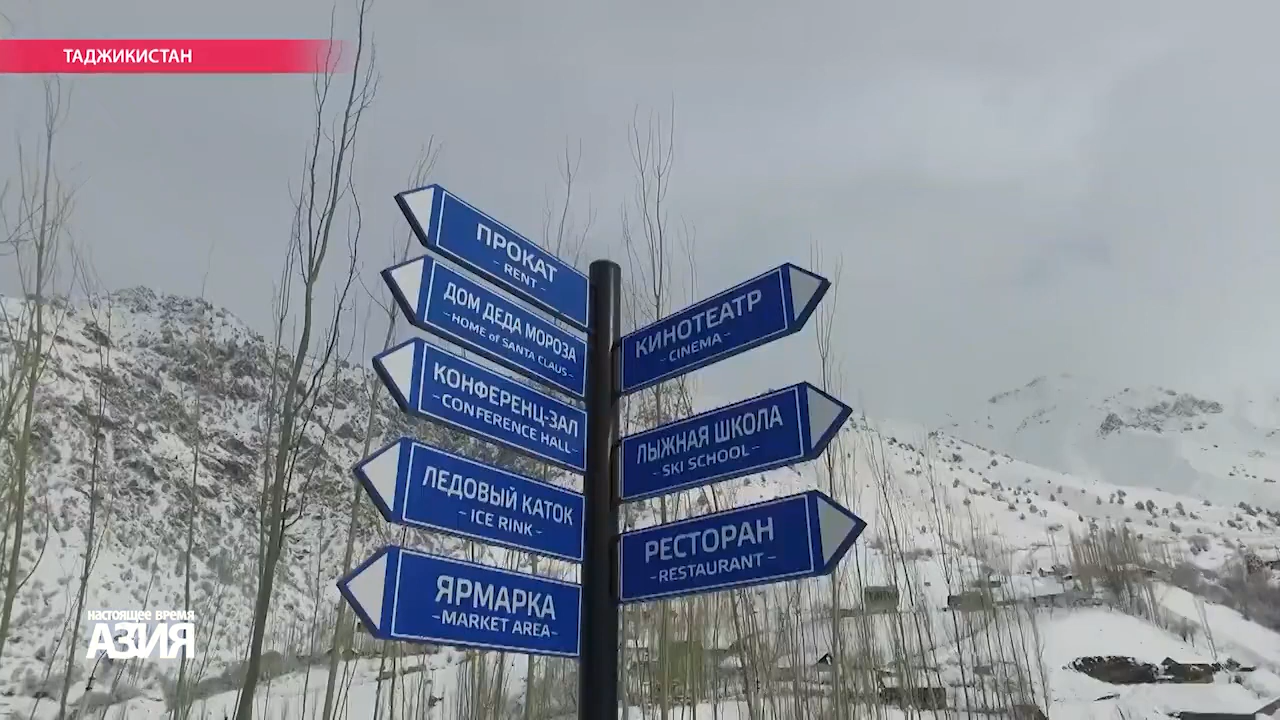 ТАДЖИКИСТАН
ПРОКАТ
- RENT -
ДОМ ДЕДА МОРОЗА
- HOME of SANTA CLAUS -
КОНФЕРЕНЦ-ЗАЛ
- CONFERENCE HALL -
ЛЕДОВЫЙ КАТОК
- ICE RINK -
ЯРМАРКА
- MARKET AREA -
КИНОТЕАТР
- CINEMA -
ЛЫЖНАЯ ШКОЛА
- SKI SCHOOL -
РЕСТОРАН
- RESTAURANT -
настоящее время
АЗИЯ